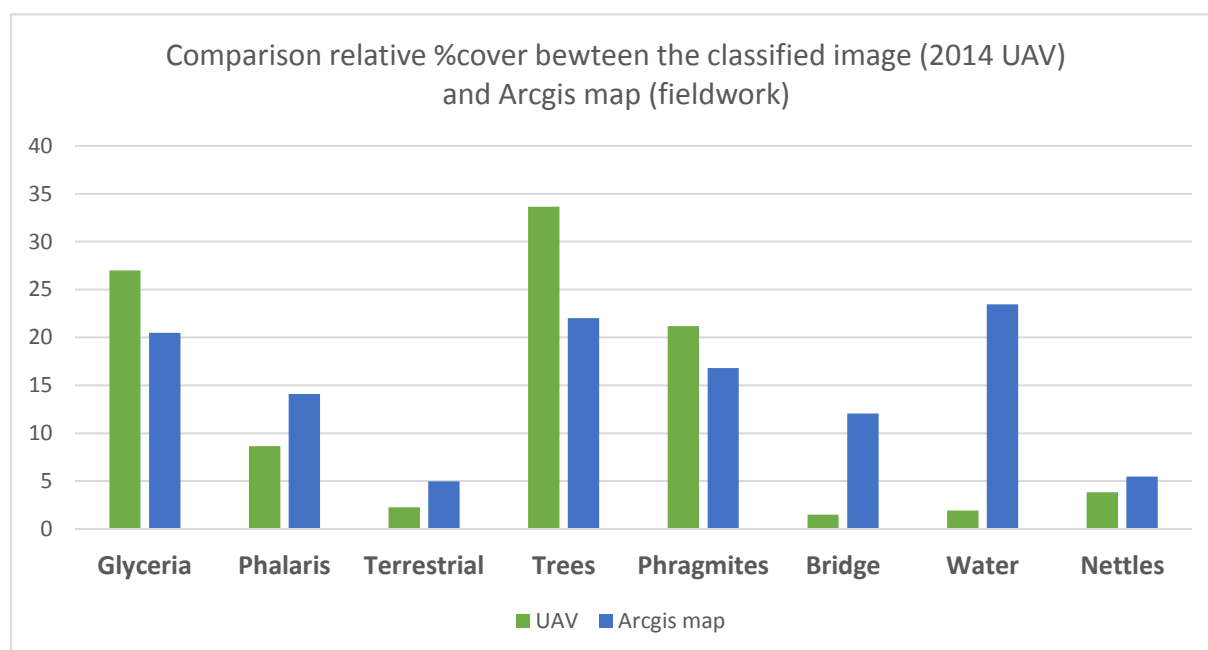 Comparison relative %cover bewteen the classified image (2014 UAV)
and Arcgis map (fieldwork)
40
35
30
25
20
15
10
5
0
Glyceria Phalaris Terrestrial Trees Phragmites Bridge Water Nettles
UAV Arcgis map